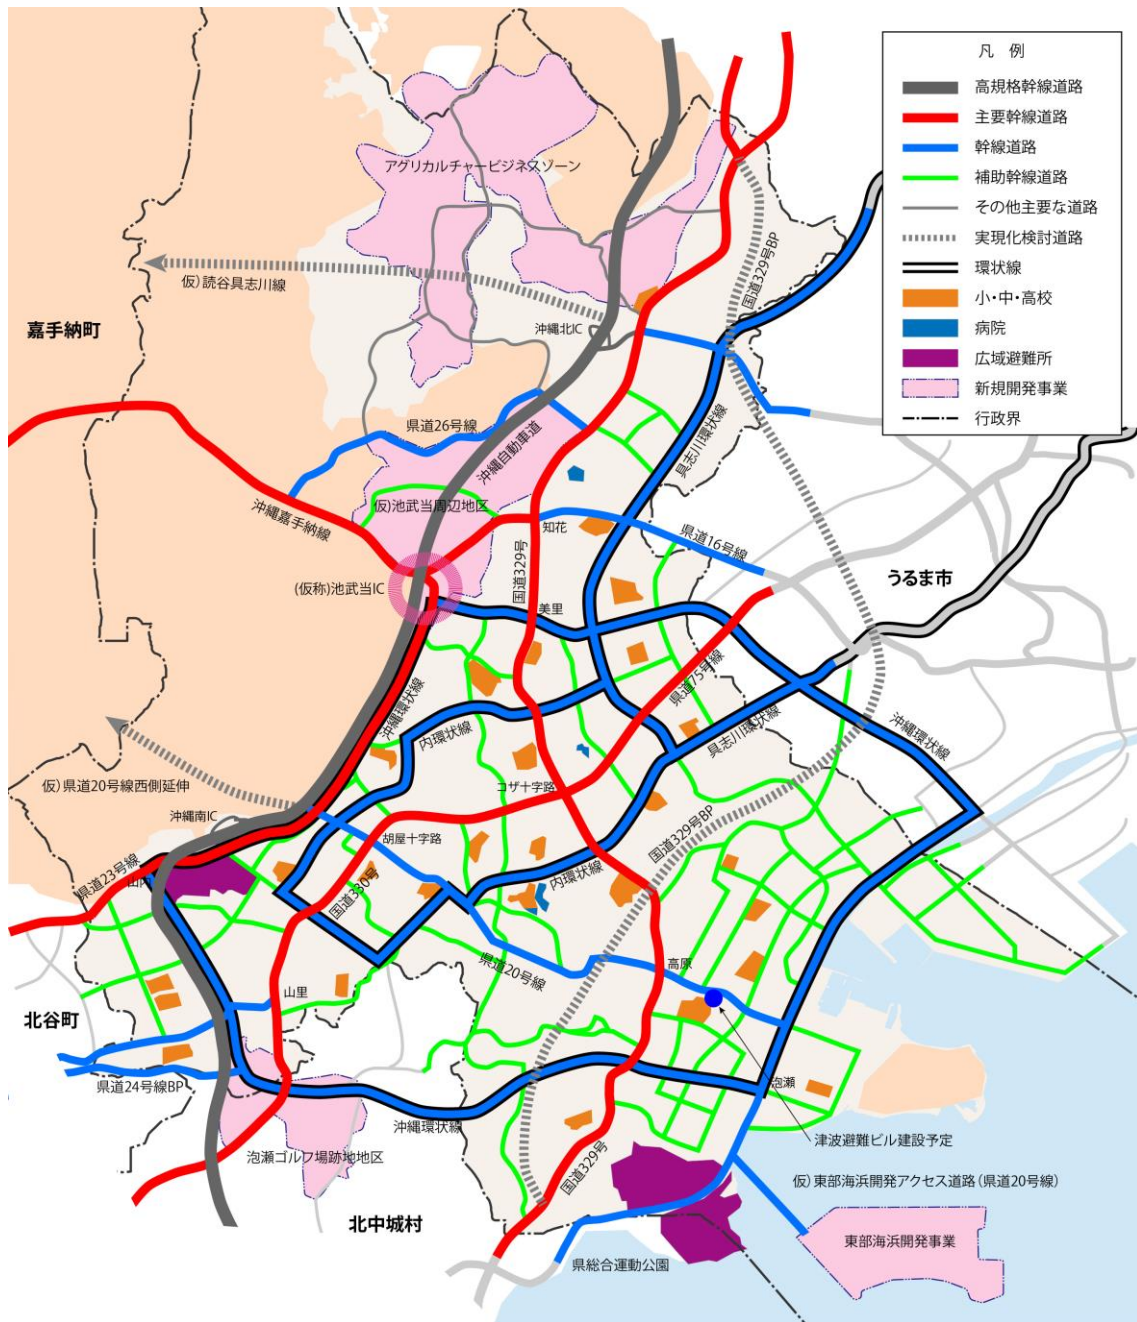 凡 例
高規格幹線道路
主要幹線道路
幹線道路
補助幹線道路
その他主要な道路
実現化検討道路
環状線
小・中・高校
病院
広域避難所
新規開発事業
行政界
アグリカルチャービジネスゾーン
国道329号BP
仮)読谷具志川線
嘉手納町
沖縄北IC
県道26号線
沖縄自動車道
具志川環状線
沖縄嘉手納線
(仮)池武当周辺地区
知花
国道329号
県道16号線
うるま市
(仮称)池武当IC
美里
県道75号線
沖縄環状線
内環状線
具志川環状線
沖縄環状線
仮)県道20号線西側延伸
コザ十字路
沖縄南IC
胡屋十字路
国道329号BP
県道23号線
国道330号
内環状線
県道20号線
高原
山里
北谷町
県道24号線BP
泡瀬
沖縄環状線
津波避難ビル建設予定
泡瀬ゴルフ場跡地地区
国道329号
仮)東部海浜開発アクセス道路(県道20号線)
北中城村
東部海浜開発事業
県総合運動公園